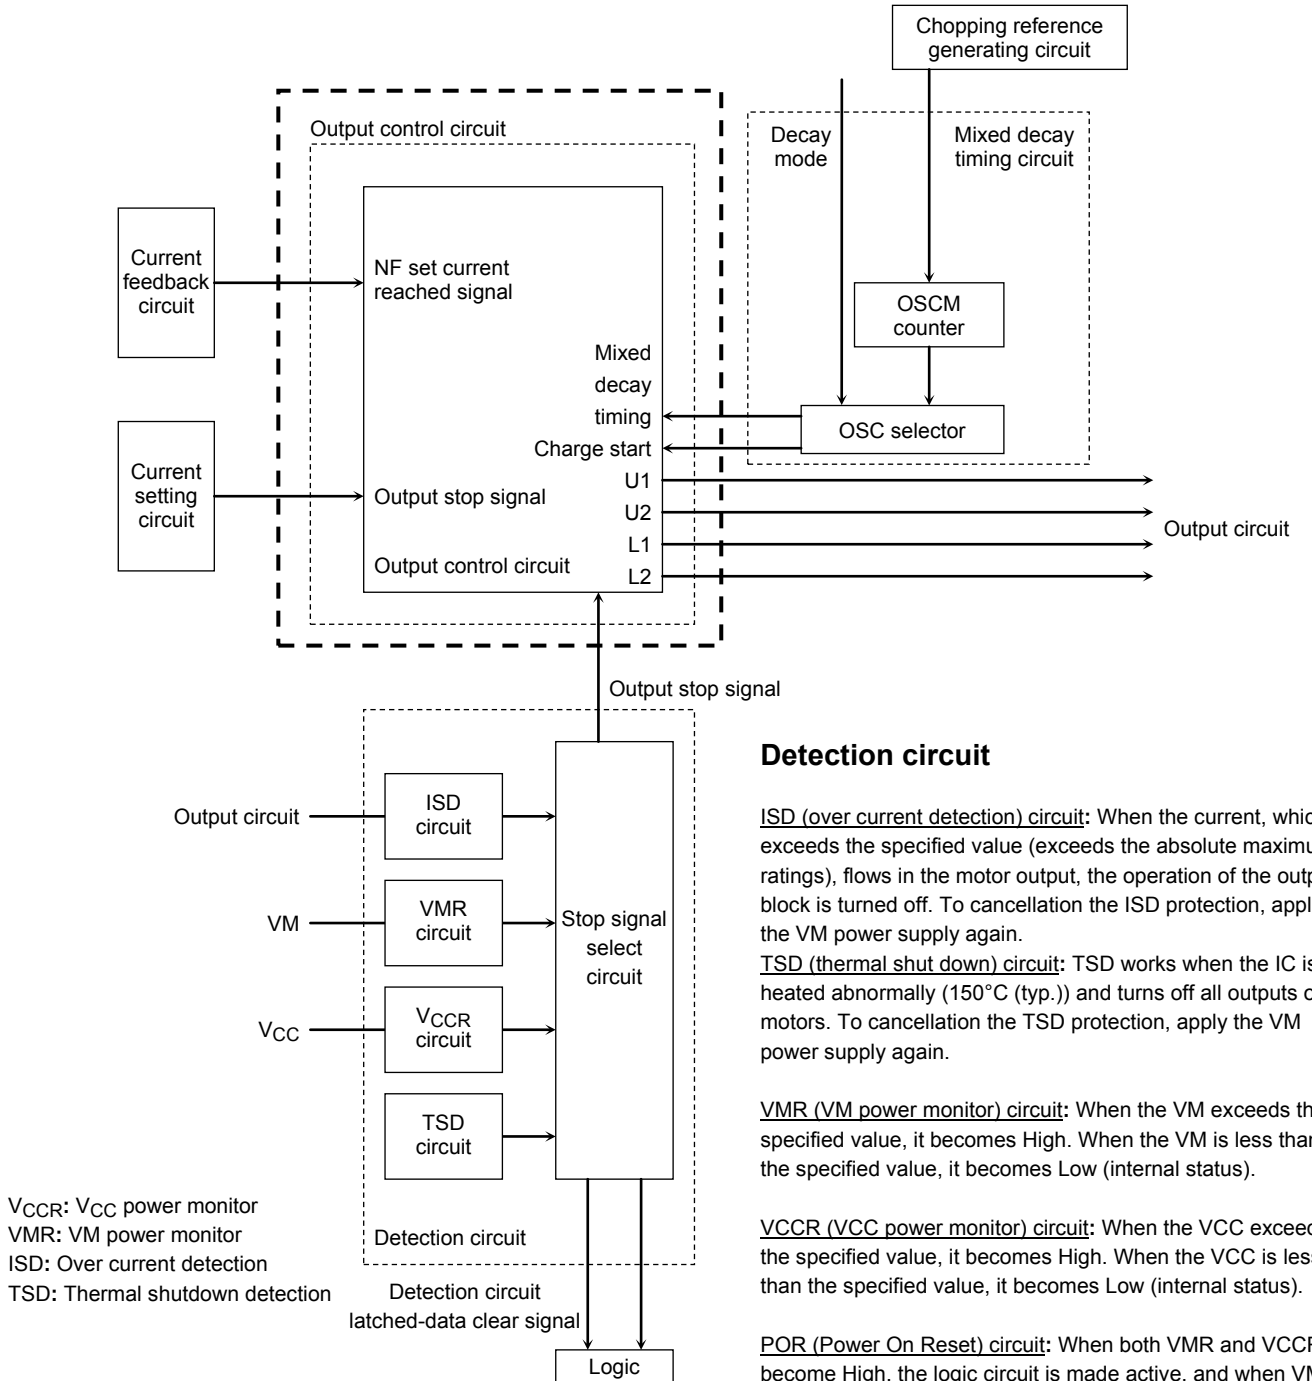 Chopping reference
generating circuit
Output control circuit
Decay
mode
Mixed decay
timing circuit
Current
feedback
circuit
NF set current
reached signal
OSCM
counter
Mixed
decay
timing
Charge start
OSC selector
Current
setting
circuit
Output stop signal
Output control circuit
U1
U2
L1
L2
Output circuit
Output stop signal
Output circuit
ISD
circuit
VM
VMR
circuit
Stop signal
select
circuit
VCC
VCCR
circuit
TSD
circuit
Detection circuit
VCCR: VCC power monitor
VMR: VM power monitor
ISD: Over current detection
TSD: Thermal shutdown detection
Detection circuit
latched-data clear signal
Logic
Detection circuit
ISD (over current detection) circuit: When the current,
exceeds the specified value (exceeds the absolute
ratings), flows in the motor output, the operation of the
block is turned off. To cancellation the ISD protection,
the VM power supply again.
TSD (thermal shut down) circuit: TSD works when the IC is
heated abnormally (150°C (typ.)) and turns off all outputs
motors. To cancellation the TSD protection, apply the VM
power supply again.
VMR (VM power monitor) circuit: When the VM exceeds
specified value, it becomes High. When the VM is less
the specified value, it becomes Low (internal status).
VCCR (VCC power monitor) circuit: When the VCC
the specified value, it becomes High. When the VCC is
than the specified value, it becomes Low (internal status).
POR (Power On Reset) circuit: When both VMR and
become High, the logic circuit is made active, and when